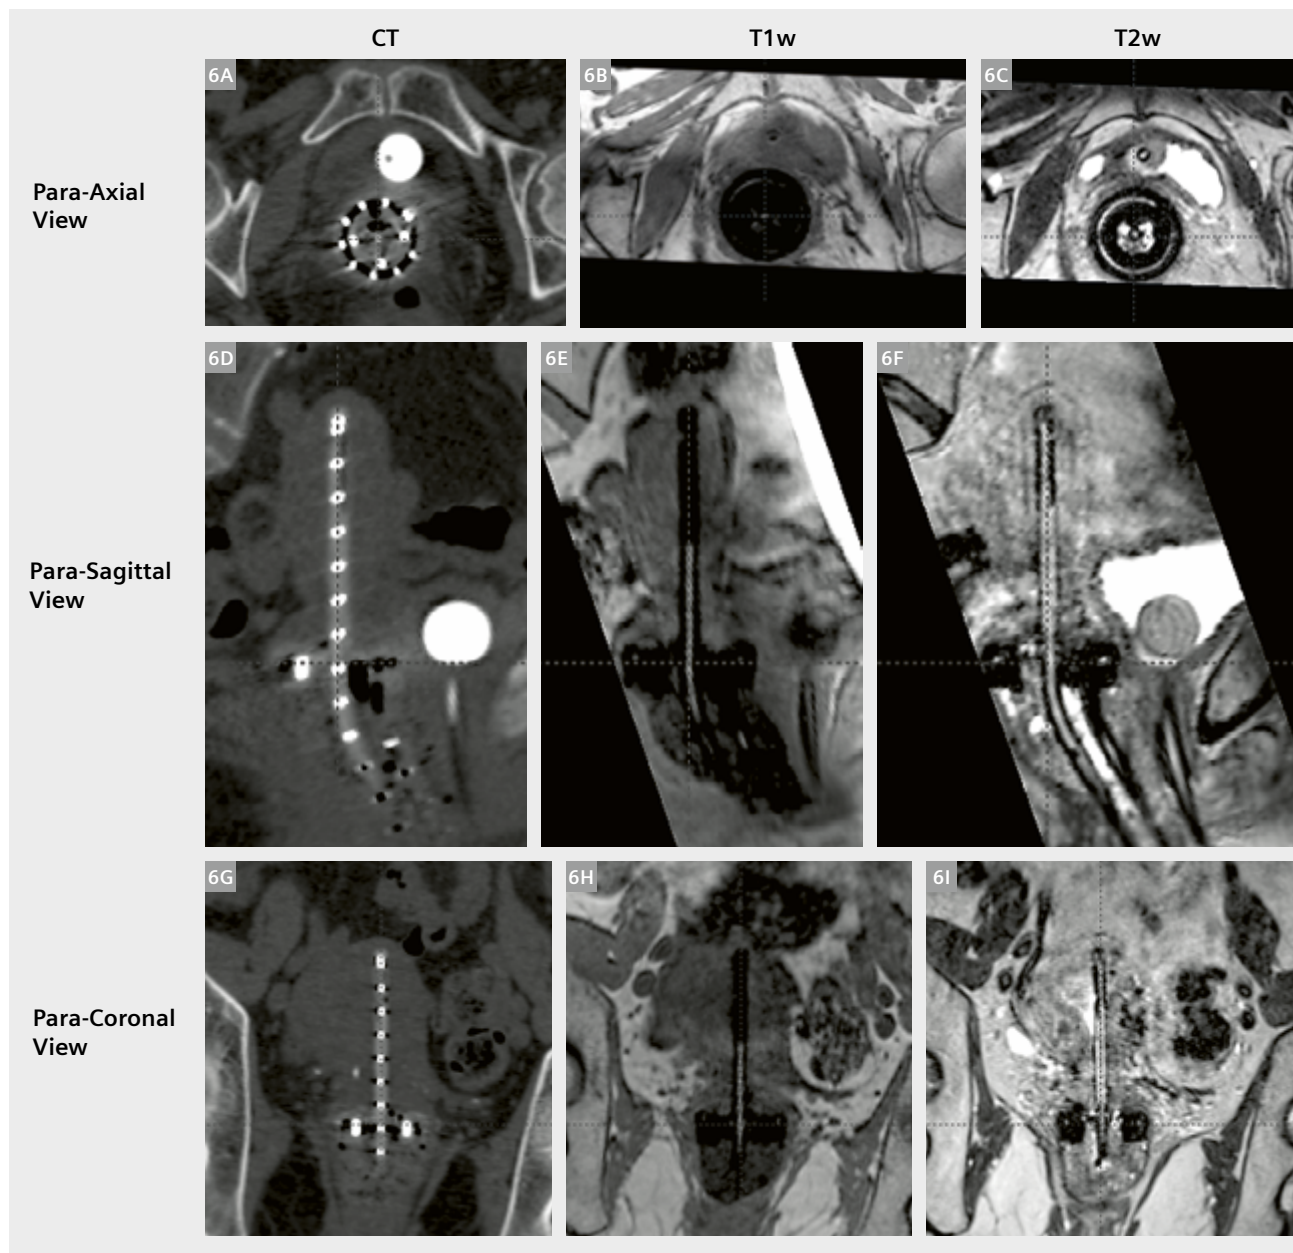 CT
T1w
T2w
6A
6B
6C
Para-Axial
View
6D
6E
6F
Para-Sagittal
View
6G
6H
6I
Para-Coronal
View